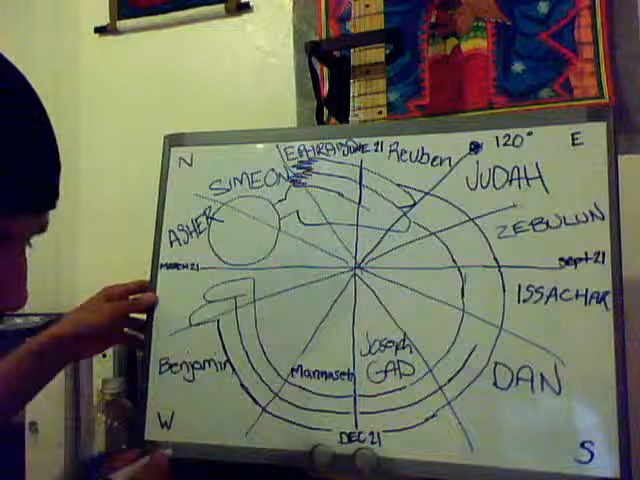 N
EPHRAIM
JUNE 21
Reuben
120°
E
SIMEON
JUDAH
ASHER
ZEBULUN
MARCH 21
Sept 21
ISSACHAR
Benjamin
Mannaseh
Joseph
GAD
DAN
W
DEC 21
S